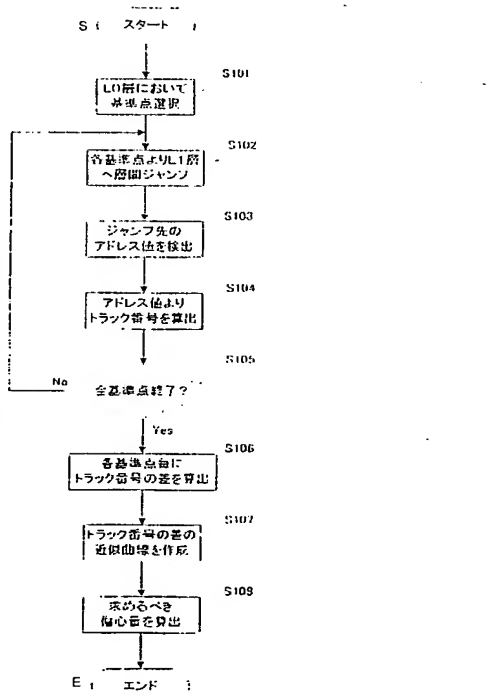 S
スタート
S101
L0層において
基準点選択
S102
各基準点よりL1層
へ層間ジャンプ
S103
ジャンプ先の
アドレス値を検出
S104
アドレス値より
トラック番号を算出
S105
No
全基準点終了?
Yes
S106
各基準点毎に
トラック番号の差を算出
S107
トラック番号の差の
近似曲線を作成
S109
求めるべき
偏心量を算出
E
エンド